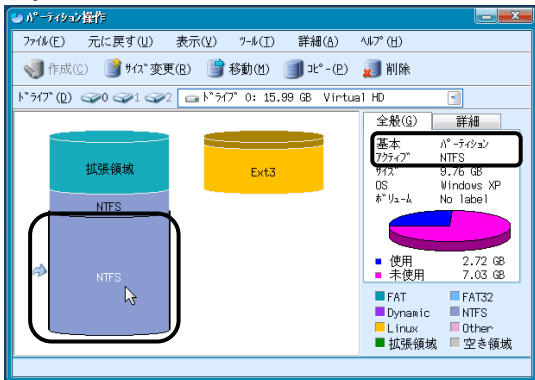 ﾊﾟｰﾃｨｼｮﾝ操作
ﾌｧｲﾙ(F) 元に戻す(U) 表示(V) ﾂｰﾙ(T) 詳細(A) ﾍﾙﾌﾟ(H)
作成(C) ｻｲｽﾞ変更(R) 移動(M) ｺﾋﾟｰ(P) 削除
ﾄﾞﾗｲﾌﾞ(D) 0 1 2 ﾄﾞﾗｲﾌﾞ 0: 15.99 GB Virtual HD
全般(G) 詳細
基本 ﾊﾟｰﾃｨｼｮﾝ
ｱｸﾃｨﾌﾞ NTFS
ｻｲｽﾞ 9.76 GB
OS Windows XP
ﾎﾞﾘｭｰﾑ No label
拡張領域
Ext3
NTFS
NTFS
使用 2.72 GB
未使用 7.03 GB
FAT FAT32
Dynamic NTFS
Linux Other
拡張領域 空き領域